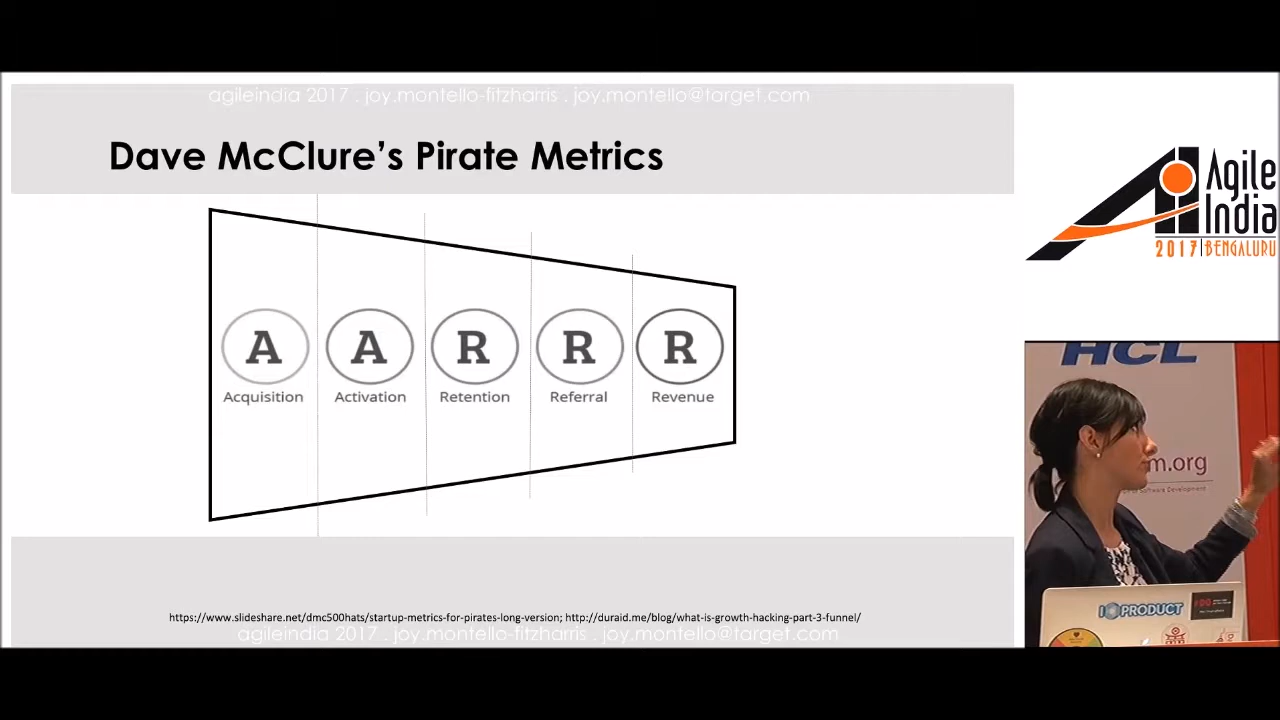 agileindia 2017 . joy.montello-fitzharris . joy.montello@target.com
Dave McClure's Pirate Metrics
A A R R R
Acquisition Activation Retention Referral Revenue
https://www.slideshare.net/dmc500hats/startup-metrics-for-pirates-long-version; http://duraid.me/blog/what-is-growth-hacking-part-3-funnel/
agileindia 2017 . joy.montello-fitzharris . joy.montello@target.com
Agile
India
2017 | BENGALURU
HCL
m.org
Software Development
PRODUCT